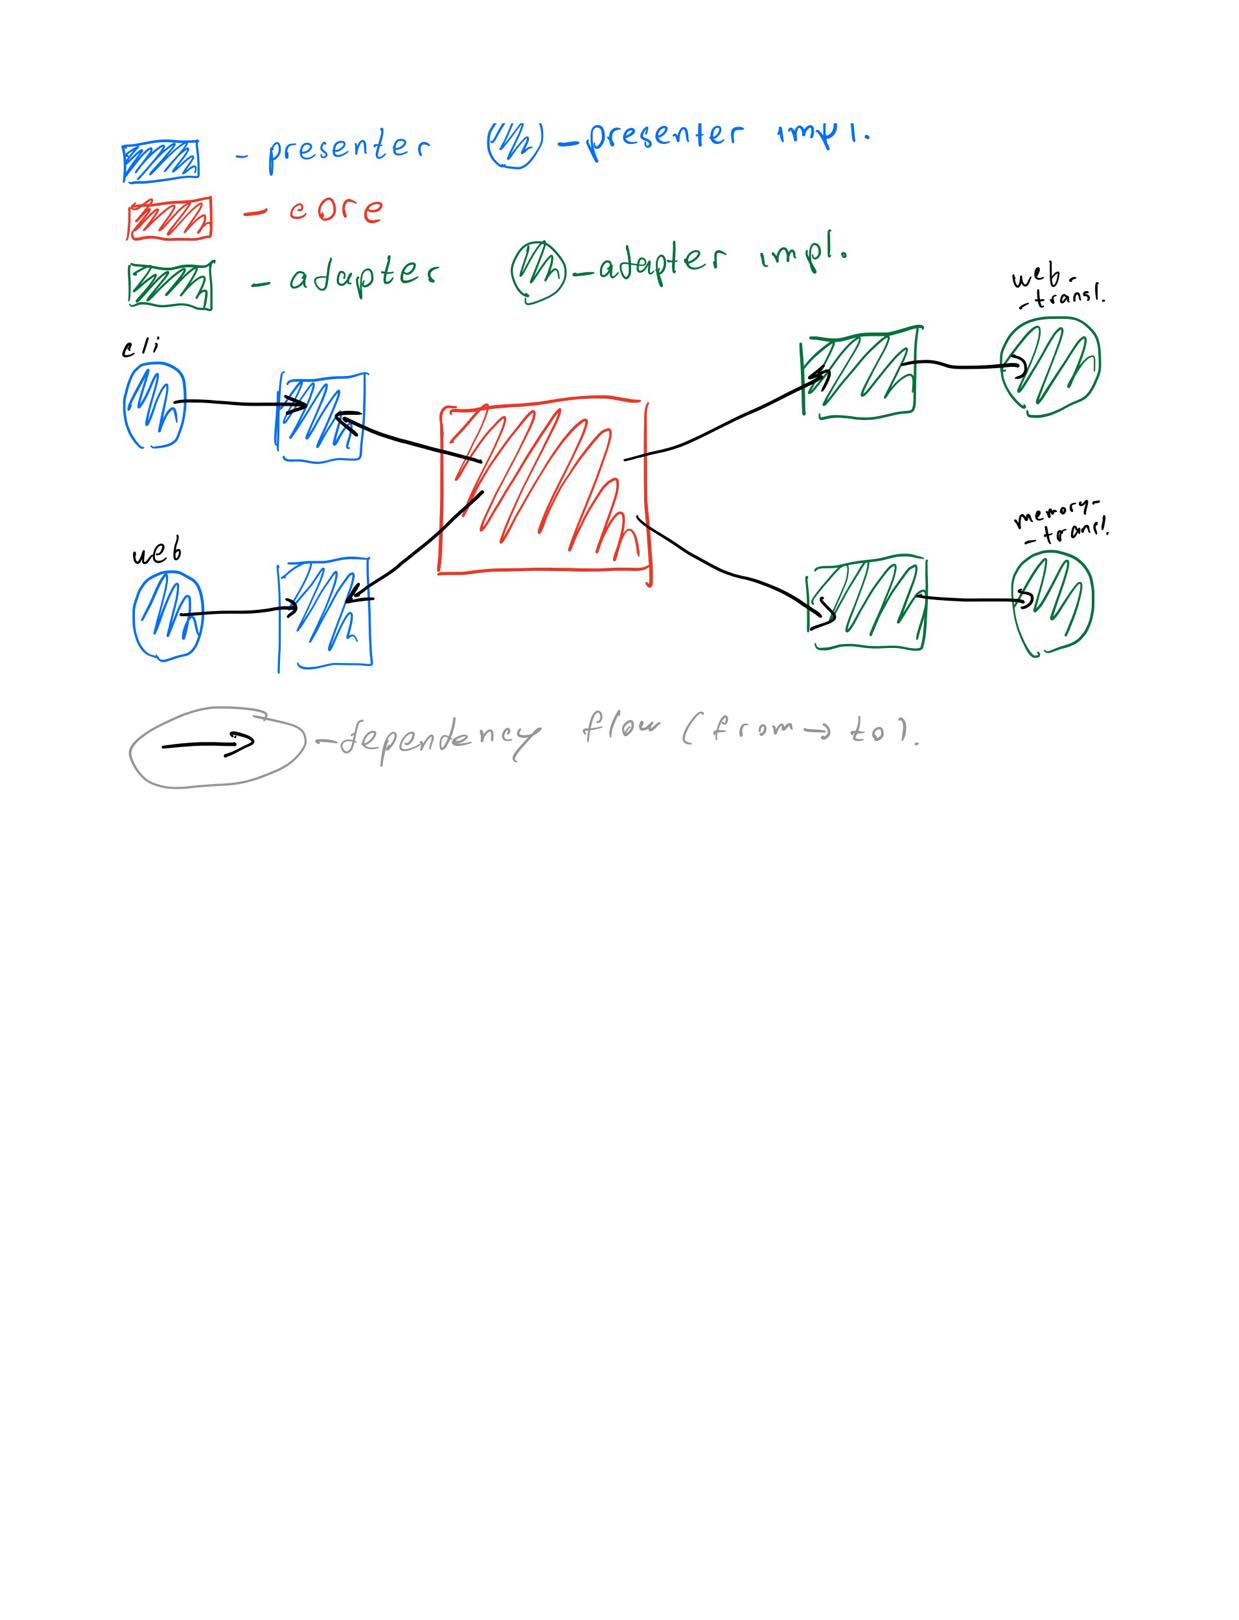 - presenter
- presenter impl.
- core
- adapter
- adapter impl.
web-
-transl.
cli
memory-
-transl.
web
- dependency flow (from → to).